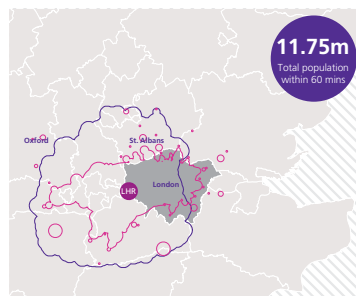 11.75m
Total population
within 60 mins
Oxford
St. Albans
London
LHR